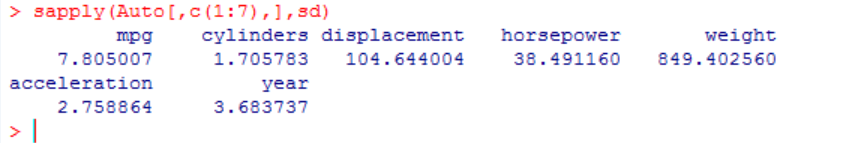 > sapply(Auto[,c(1:7),],sd)
mpg cylinders displacement horsepower weight
7.805007 1.705783 104.644004 38.491160 849.402560
acceleration year
2.758864 3.683737
>